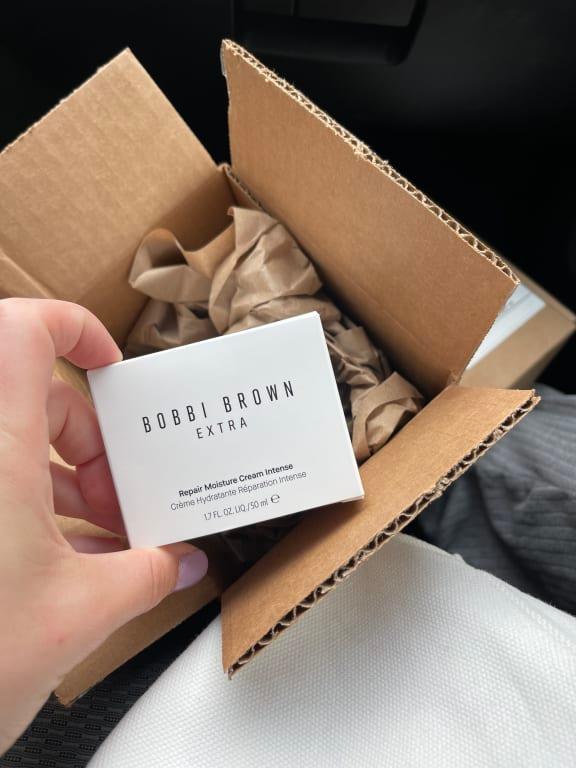 BOBBI BROWN
EXTRA
Repair Moisture Cream Intense
Crème Hydratante Réparation Intense
1.7 FL. OZ. LIQ./50 ml ℮